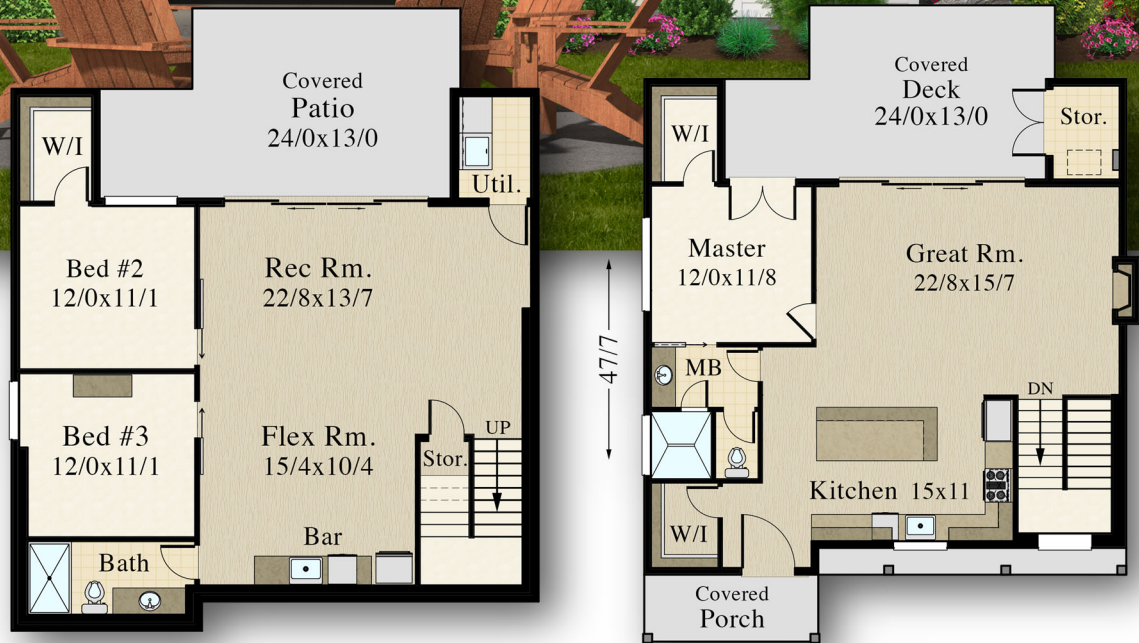 Covered
Patio
24/0x13/0
W/I
Util.
Bed #2
12/0x11/1
Rec Rm.
22/8x13/7
Bed #3
12/0x11/1
Flex Rm.
15/4x10/4
Stor.
UP
Bar
Bath
47/7
Covered
Deck
24/0x13/0
Stor.
W/I
Master
12/0x11/8
Great Rm.
22/8x15/7
MB
DN
Kitchen 15x11
W/I
Covered
Porch